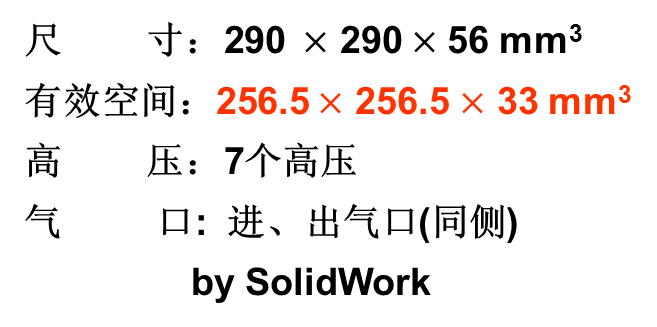 尺 寸：290 × 290 × 56 mm³
有效空间：256.5 × 256.5 × 33 mm³
高 压：7个高压
气 口: 进、出气口(同侧)
by SolidWork